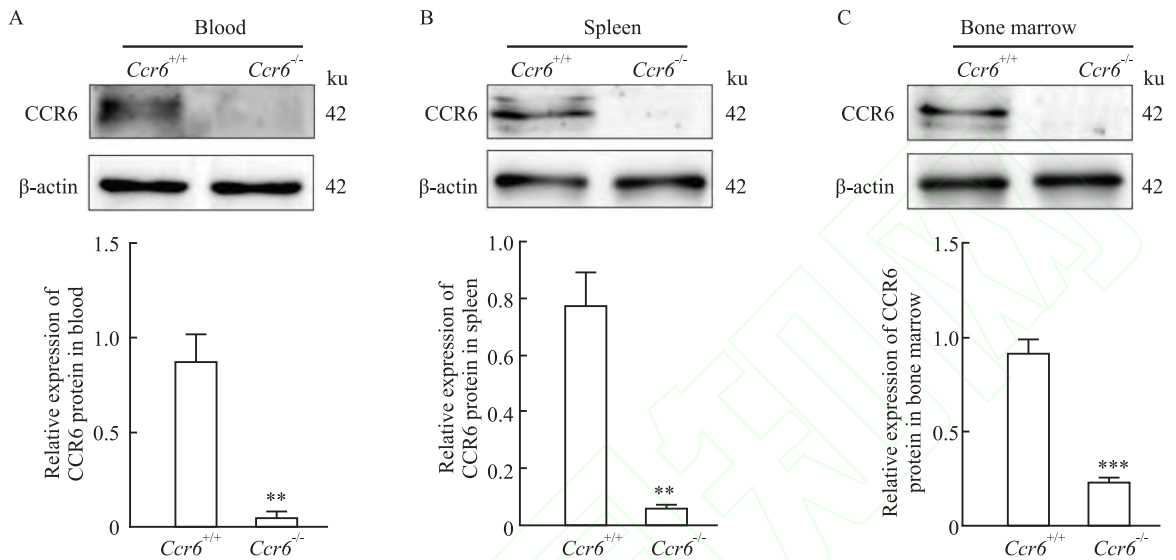 A
Blood
Ccr6+/+ Ccr6-/-
ku
CCR6
42
β-actin
42
1.5
1.0
0.5
0
Relative expression of
CCR6 protein in blood
**
Ccr6+/+ Ccr6-/-
B
Spleen
Ccr6+/+ Ccr6-/-
ku
CCR6
42
β-actin
42
1.0
0.8
0.6
0.4
0.2
0
Relative expression of
CCR6 protein in spleen
**
Ccr6+/+ Ccr6-/-
C
Bone marrow
Ccr6+/+ Ccr6-/-
ku
CCR6
42
β-actin
42
1.5
1.0
0.5
0
Relative expression of CCR6
protein in bone marrow
***
Ccr6+/+ Ccr6-/-